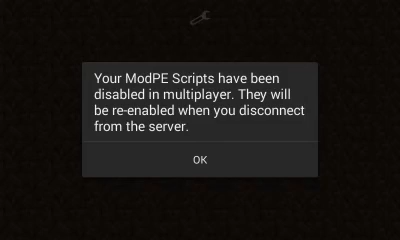 Your ModPE Scripts have been
disabled in multiplayer. They will
be re-enabled when you disconnect
from the server.
OK